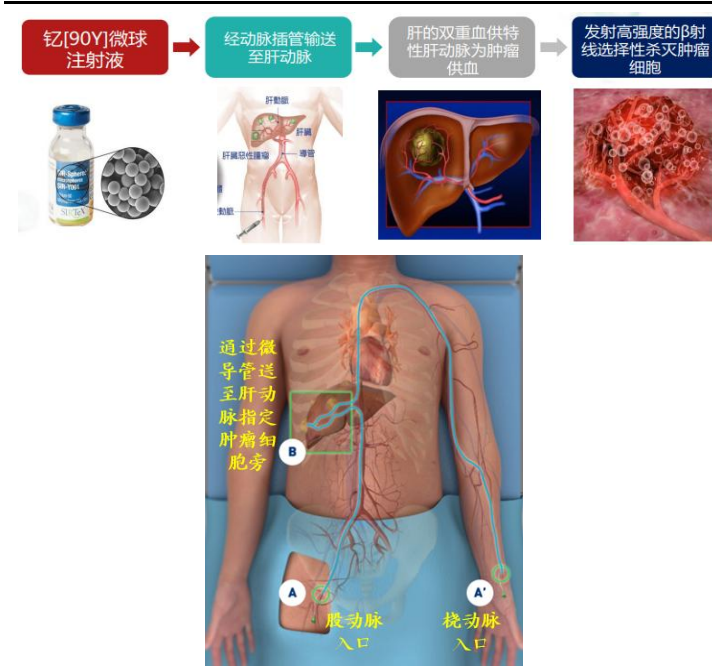 钇[90Y]微球
注射液
经动脉插管输送
至肝动脉
肝的双重血供特
性肝动脉为肿瘤
供血
发射高强度的β射
线选择性杀灭肿瘤
细胞
肝動脈
肝臟
肝臟惡性腫瘤
導管
動脈
SIRTeX
通过微
导管送
至肝动
脉指定
肿瘤细
胞旁
B
A
A'
股动脉
入口
桡动脉
入口